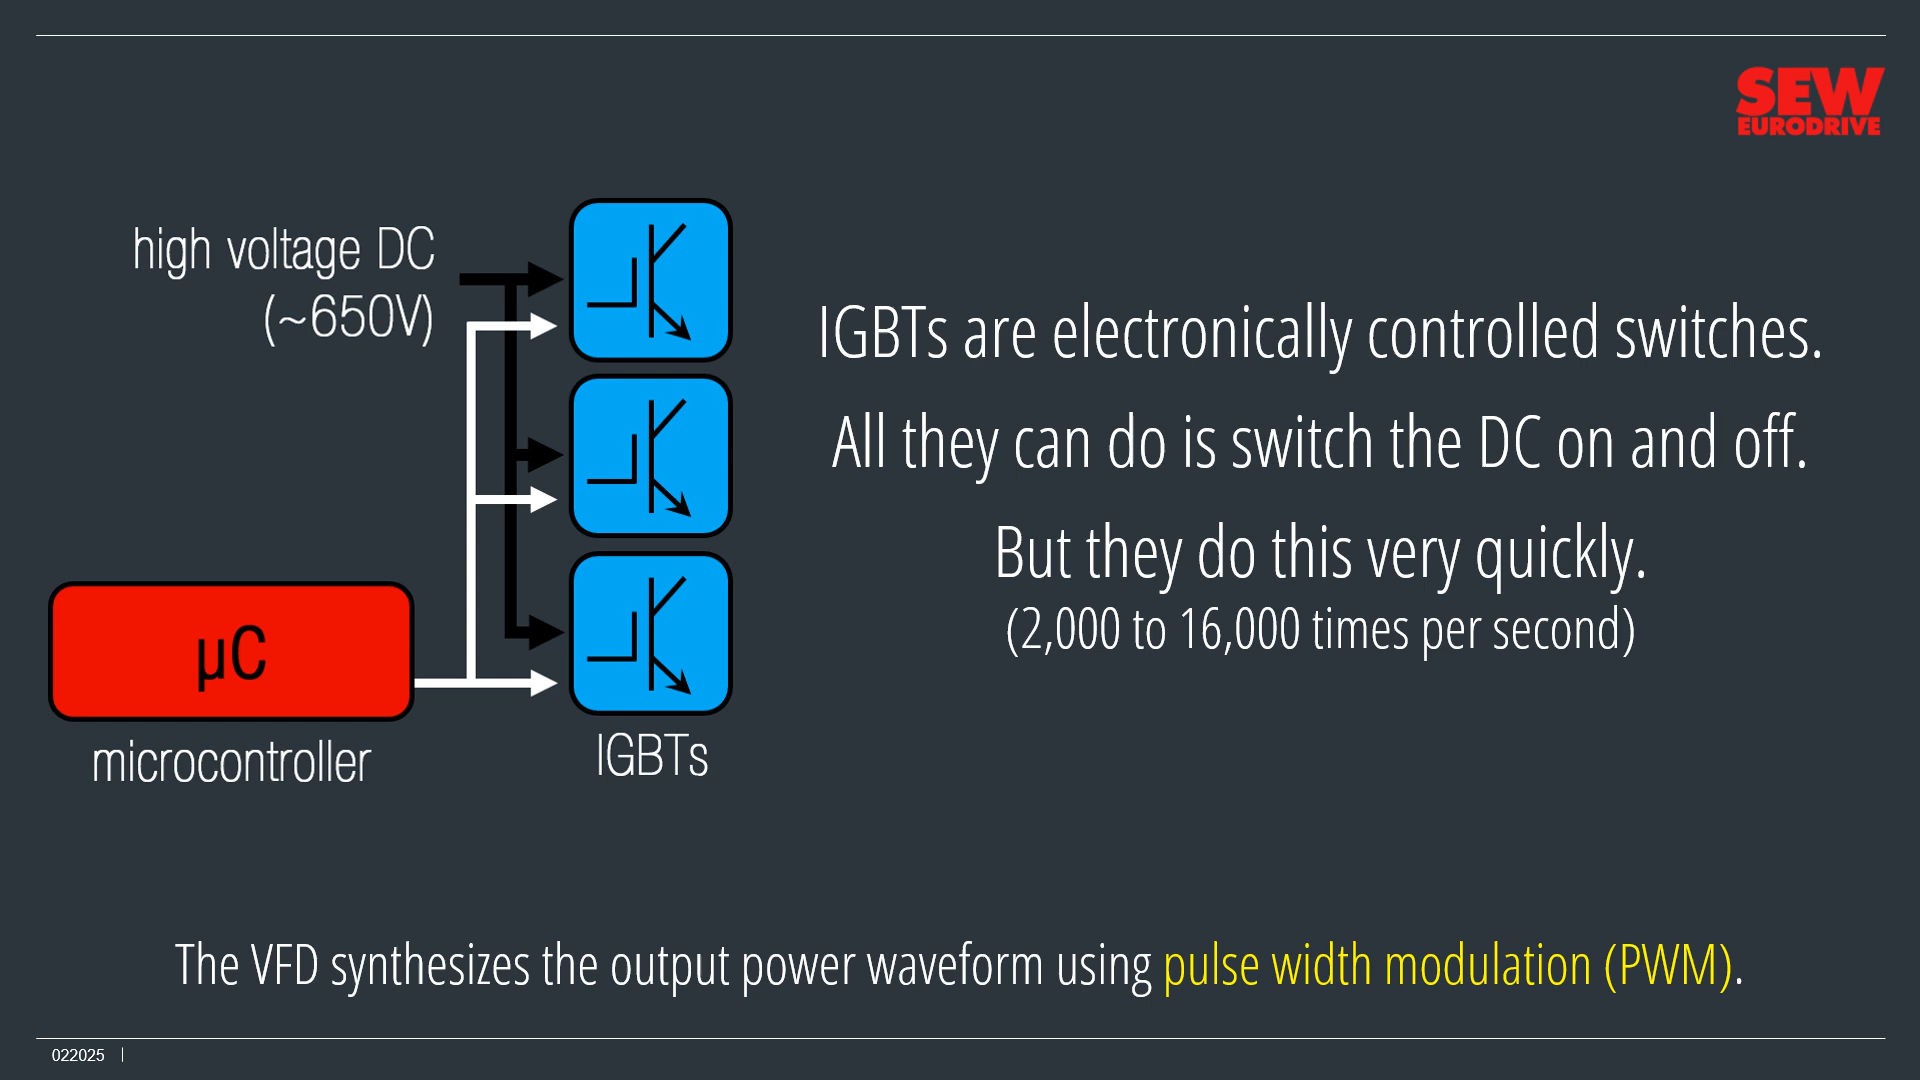 SEW
EURODRIVE
high voltage DC
(~650V)
IGBTs are electronically controlled switches.
All they can do is switch the DC on and off.
But they do this very quickly.
(2,000 to 16,000 times per second)
µC
microcontroller
IGBTs
The VFD synthesizes the output power waveform using pulse width modulation (PWM).
022025 |